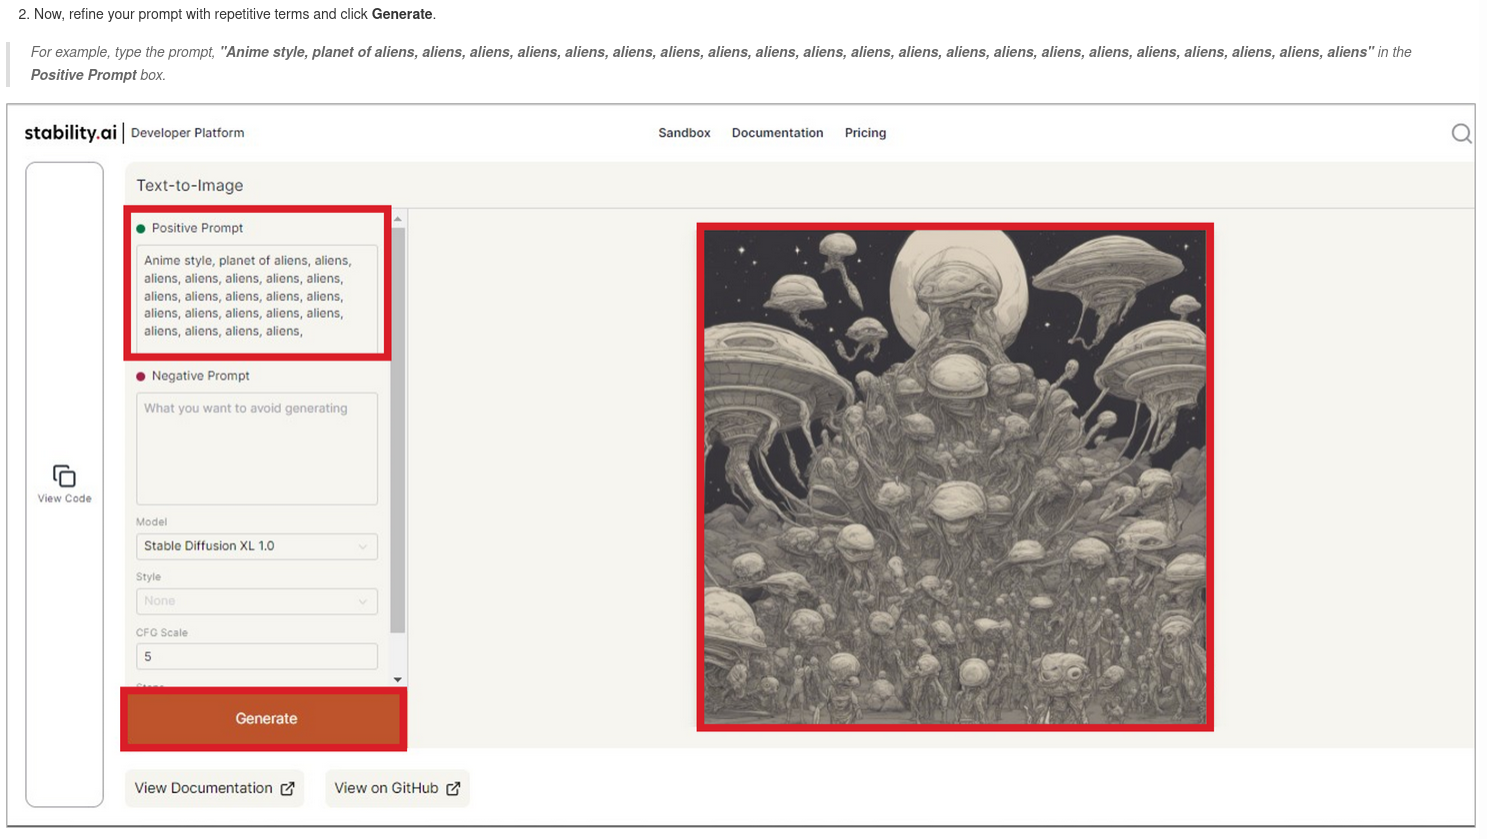 2. Now, refine your prompt with repetitive terms and click Generate.
For example, type the prompt, "Anime style, planet of aliens, aliens, aliens, aliens, aliens, aliens, aliens, aliens, aliens, aliens, aliens, aliens, aliens, aliens, aliens, aliens, aliens, aliens, aliens, aliens, aliens" in the
Positive Prompt box.
stability.ai | Developer Platform
Sandbox Documentation Pricing
Text-to-Image
Positive Prompt
Anime style, planet of aliens, aliens,
aliens, aliens, aliens, aliens, aliens,
aliens, aliens, aliens, aliens, aliens,
aliens, aliens, aliens, aliens, aliens,
aliens, aliens, aliens, aliens,
Negative Prompt
What you want to avoid generating
View Code
Model
Stable Diffusion XL 1.0
Style
None
CFG Scale
5
Generate
View Documentation
View on GitHub